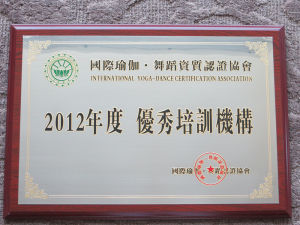 國際瑜伽·舞蹈資質認證協會
INTERNATIONAL YOGA-DANCE CERTIFICATION ASSOCIATION
2012年度 優秀培訓機構
國際瑜伽·舞蹈認證協會